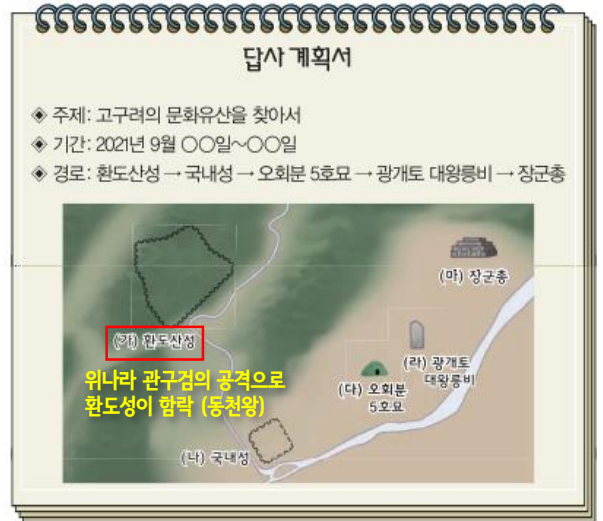 답사 계획서
◈ 주제: 고구려의 문화유산을 찾아서
◈ 기간: 2021년 9월 ○○일~○○일
◈ 경로: 환도산성 → 국내성 → 오회분 5호묘 → 광개토 대왕릉비 → 장군총
(마) 장군총
(가) 환도산성
(라) 광개토
대왕릉비
위나라 관구검의 공격으로
환도성이 함락 (동천왕)
(다) 오회분
5호묘
(나) 국내성